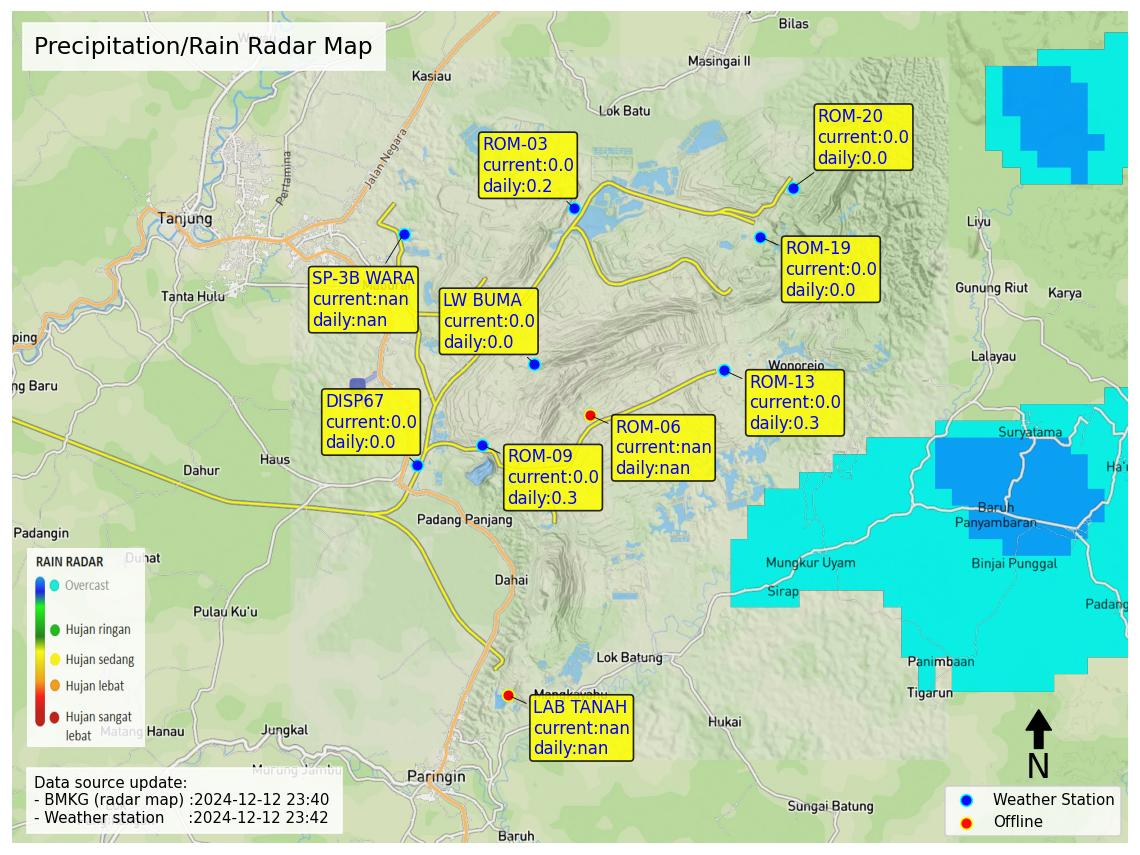 Precipitation/Rain Radar Map
Bilas
Masingai II
Kasiau
Lok Batu
Jalan Negara
Pertamina
Tanjung
ROM-03
current:0.0
daily:0.2
ROM-20
current:0.0
daily:0.0
ROM-19
current:0.0
daily:0.0
Liyu
Gunung Riut
Karya
Lalayau
SP-3B WARA
current:nan
daily:nan
LW BUMA
current:0.0
daily:0.0
Tanta Hulu
ping
ng Baru
Wonorejo
ROM-13
current:0.0
daily:0.3
DISP67
current:0.0
daily:0.0
ROM-06
current:nan
daily:nan
ROM-09
current:0.0
daily:0.3
Suryatama
Ha'u
Baruh
Panyambaran
Binjai Punggal
Mungkur Uyam
Sirap
Padang
Haus
Dahur
Padang Panjang
Padangin
Duhat
Dahai
Pulau Ku'u
RAIN RADAR
Overcast
Hujan ringan
Hujan sedang
Hujan lebat
Hujan sangat
lebat
Lok Batung
Panimbaan
Tigarun
Mangkayahu
LAB TANAH
current:nan
daily:nan
Hukai
Matang Hanau
Jungkal
Murung Jambu
Paringin
Sungai Batung
Baruh
Data source update:
- BMKG (radar map) :2024-12-12 23:40
- Weather station :2024-12-12 23:42
N
Weather Station
Offline